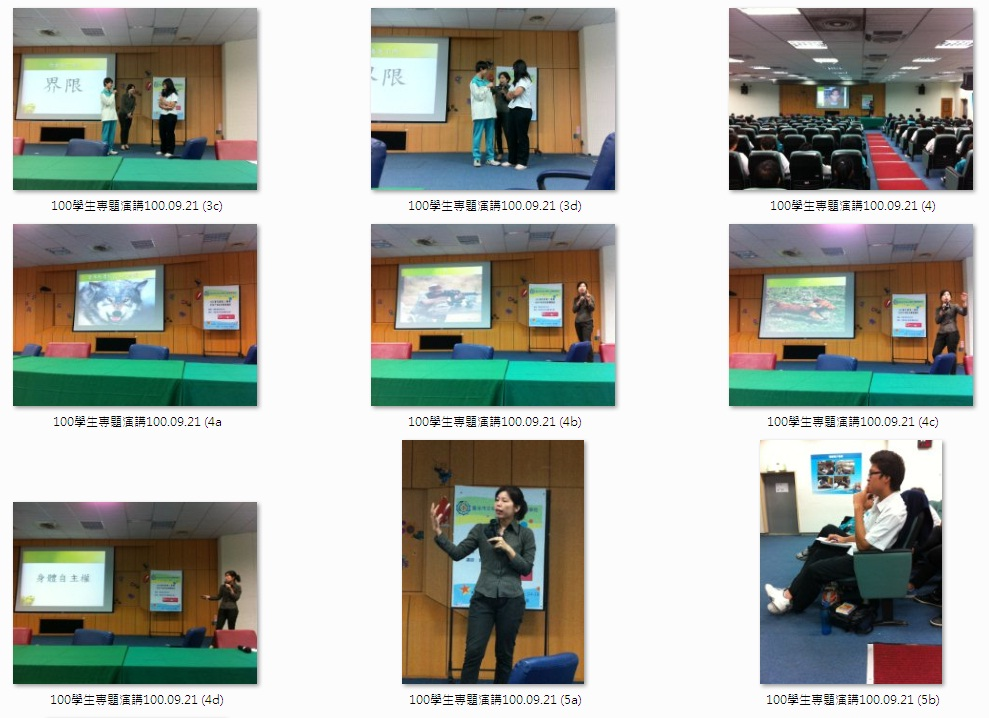 界限
界限
100學生專題演講100.09.21 (3c)
100學生專題演講100.09.21 (3d)
100學生專題演講100.09.21 (4)
100學生專題演講100.09.21 (4a
100學生專題演講100.09.21 (4b)
100學生專題演講100.09.21 (4c)
身體自主權
100學生專題演講100.09.21 (4d)
100學生專題演講100.09.21 (5a)
100學生專題演講100.09.21 (5b)